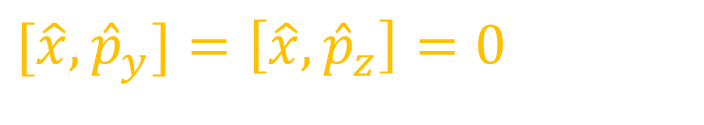 [x̂, p̂_y] = [x̂, p̂_z] = 0